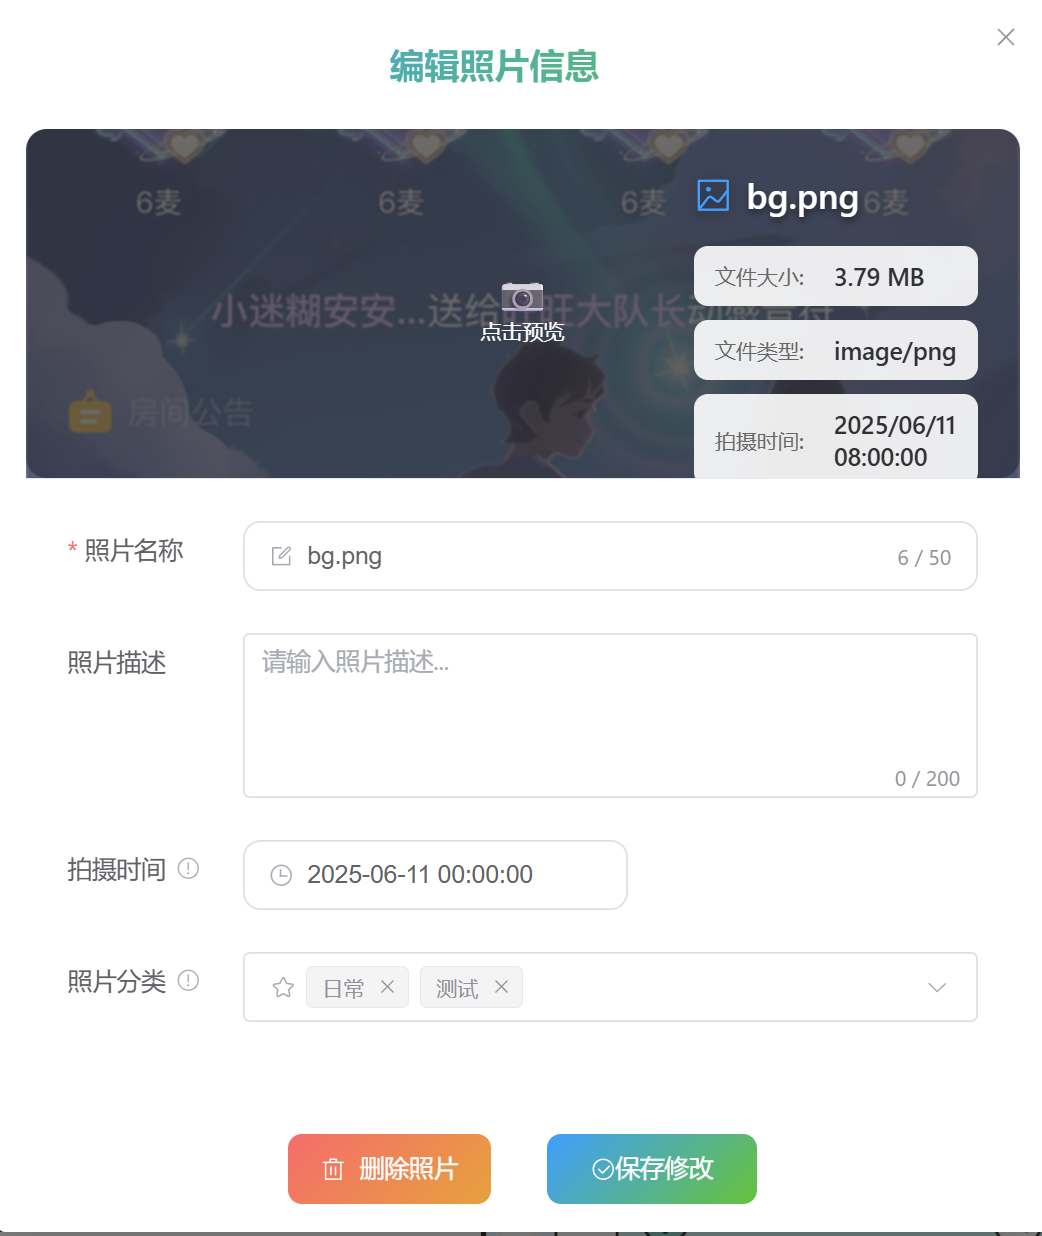 编辑照片信息
6麦
6麦
6麦
6麦
bg.png
文件大小: 3.79 MB
小迷糊安安...送给
旺大队长动感音符
点击预览
文件类型: image/png
房间公告
拍摄时间: 2025/06/11
08:00:00
* 照片名称
bg.png
6 / 50
照片描述
请输入照片描述...
0 / 200
拍摄时间
2025-06-11 00:00:00
照片分类
日常
测试
删除照片
保存修改